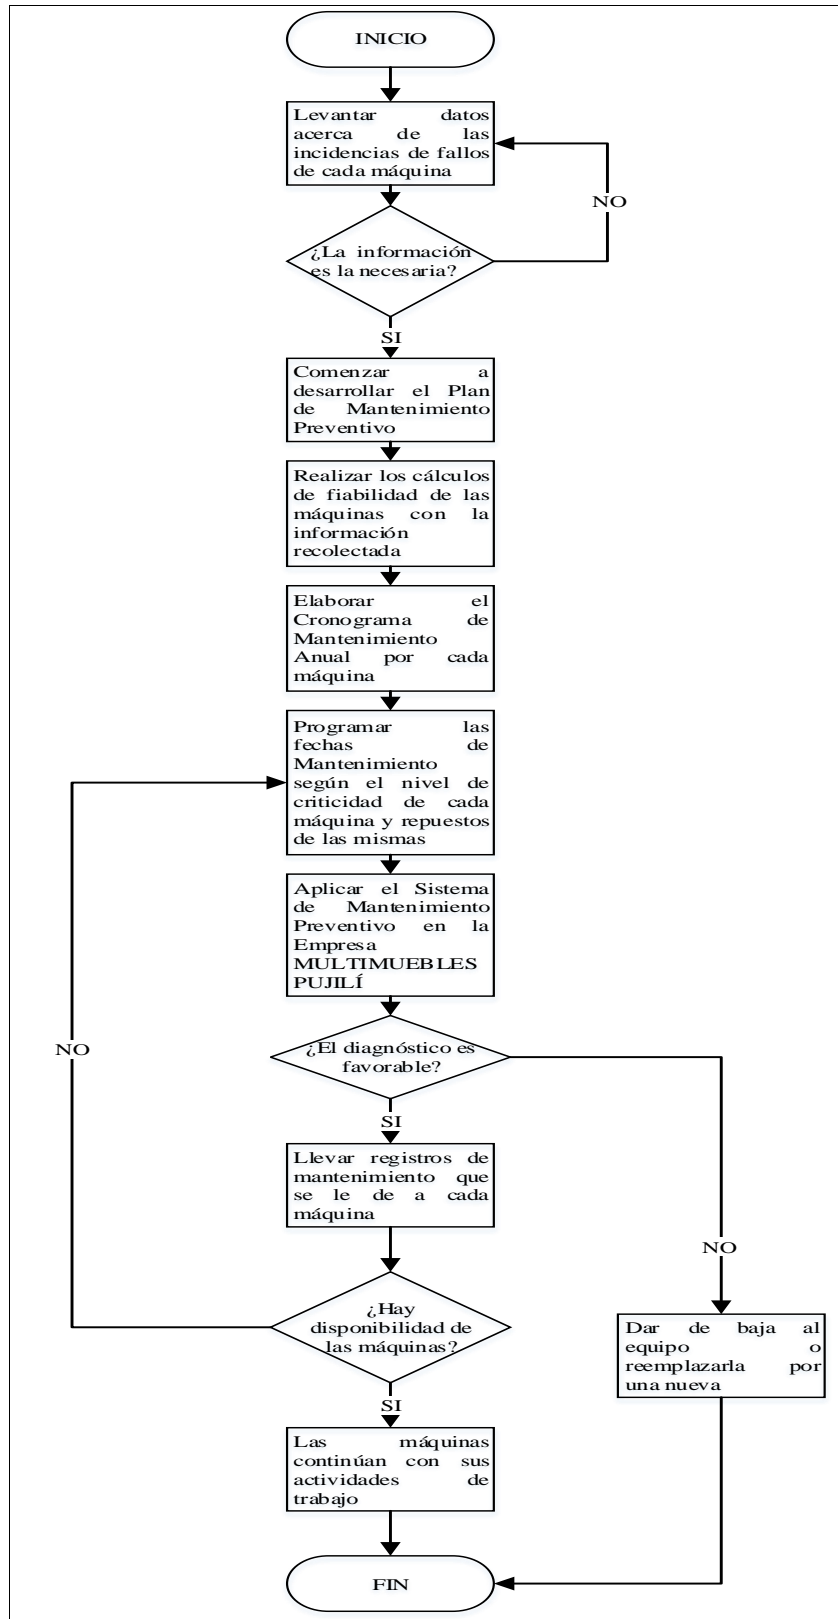 INICIO
Levantar datos
acerca de las
incidencias de fallos
de cada máquina
NO
¿La información
es la necesaria?
SI
Comenzar a
desarrollar el Plan
de Mantenimiento
Preventivo
Realizar los cálculos
de fiabilidad de las
máquinas con la
información
recolectada
Elaborar el
Cronograma de
Mantenimiento
Anual por cada
máquina
Programar las
fechas de
Mantenimiento
según el nivel de
criticidad de cada
máquina y repuestos
de las mismas
Aplicar el Sistema
de Mantenimiento
Preventivo en la
Empresa
MULTIMUEBLES
PUJILÍ
NO
¿El diagnóstico es
favorable?
SI
Llevar registros de
mantenimiento que
se le de a cada
máquina
NO
¿Hay
disponibilidad de
las máquinas?
Dar de baja al
equipo o
reemplazarla por
una nueva
SI
Las máquinas
continúan con sus
actividades de
trabajo
FIN